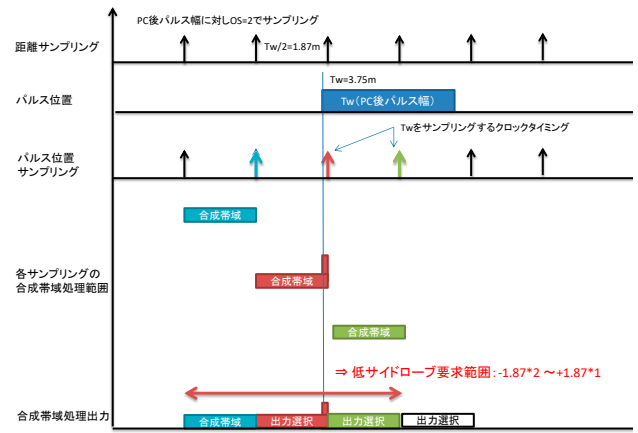 PC後パルス幅に対しOS=2でサンプリング
距離サンプリング
Tw/2=1.87m
Tw=3.75m
パルス位置
Tw(PC後パルス幅)
Twをサンプリングするクロックタイミング
パルス位置
サンプリング
合成帯域
各サンプリングの
合成帯域処理範囲
合成帯域
合成帯域
⇒ 低サイドローブ要求範囲:-1.87*2 ~+1.87*1
合成帯域処理出力
合成帯域 出力選択 出力選択 出力選択